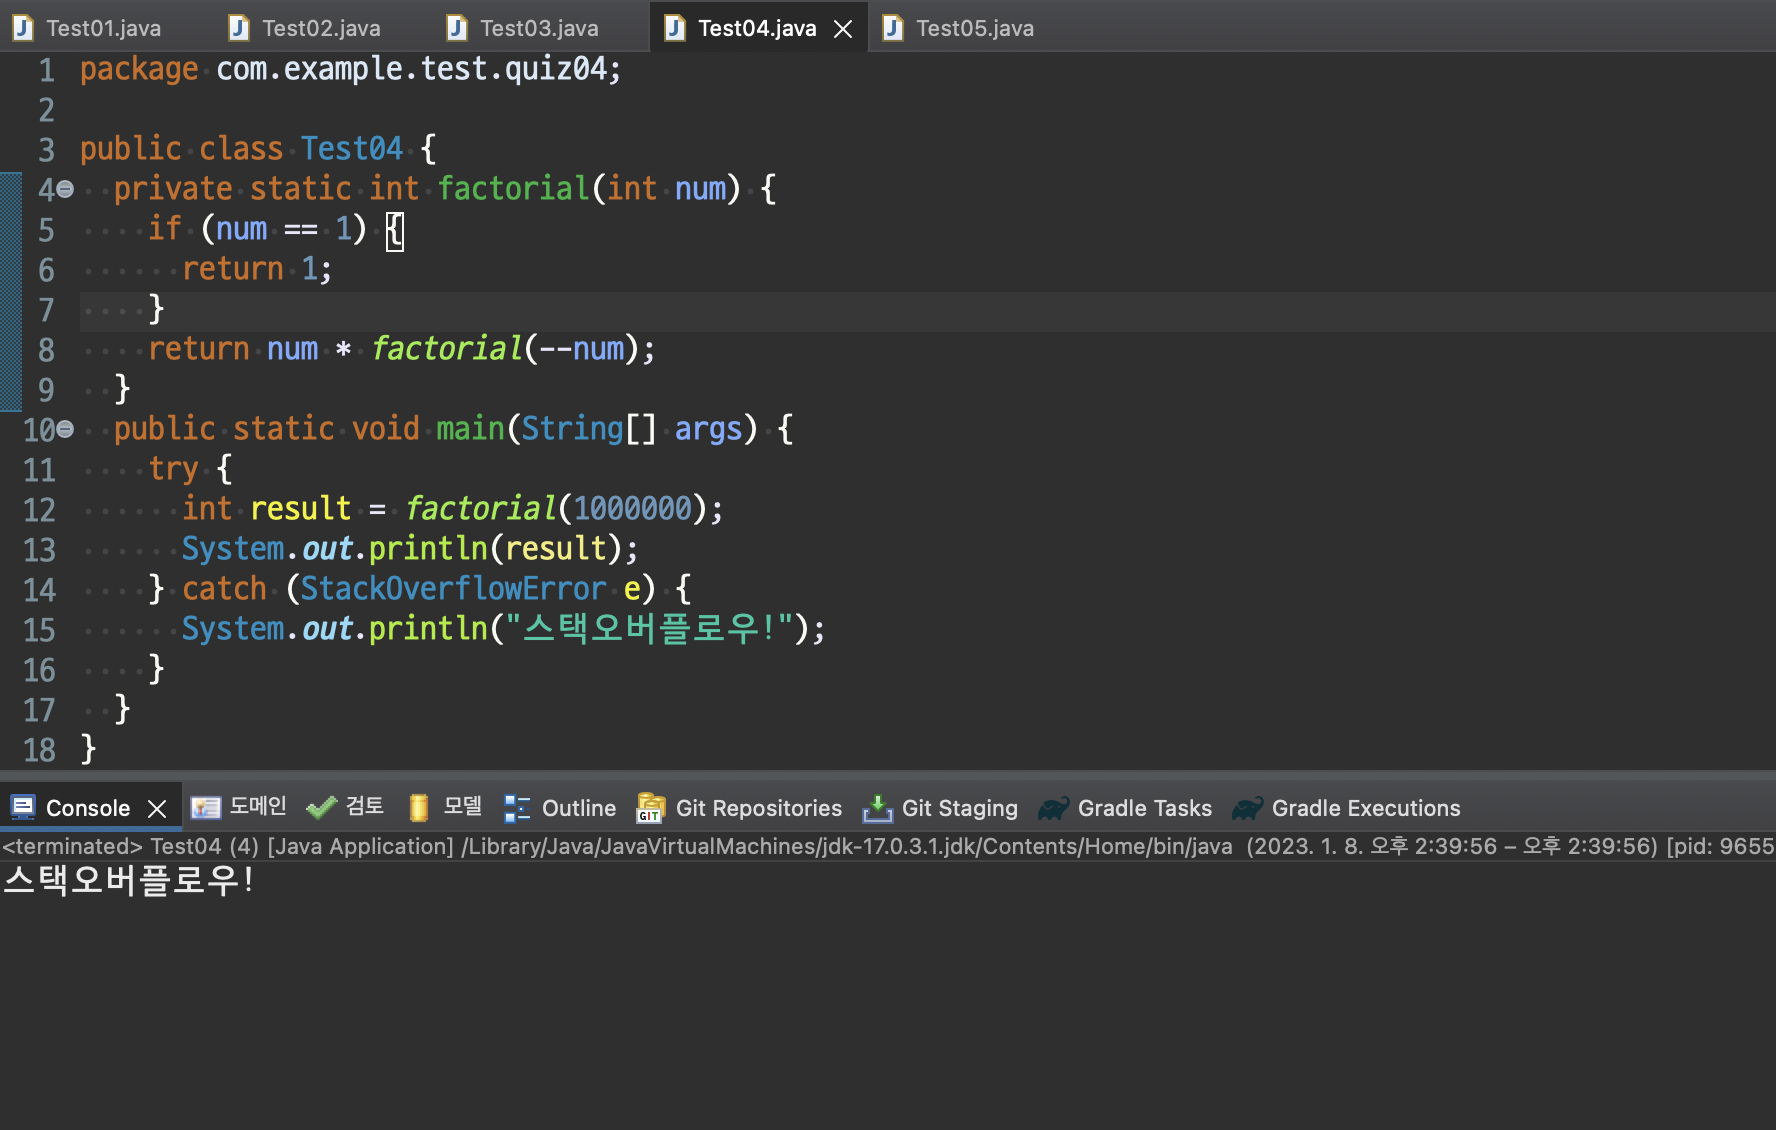 Test01.java Test02.java Test03.java Test04.java Test05.java
1 package com.example.test.quiz04;
2
3 public class Test04 {
4   private static int factorial(int num) {
5     if (num == 1) {
6       return 1;
7     }
8     return num * factorial(--num);
9   }
10   public static void main(String[] args) {
11     try {
12       int result = factorial(1000000);
13       System.out.println(result);
14     } catch (StackOverflowError e) {
15       System.out.println("스택오버플로우!");
16     }
17   }
18 }
Console 도메인 검토 모델 Outline Git Repositories Git Staging Gradle Tasks Gradle Executions
<terminated> Test04 (4) [Java Application] /Library/Java/JavaVirtualMachines/jdk-17.0.3.1.jdk/Contents/Home/bin/java (2023. 1. 8. 오후 2:39:56 – 오후 2:39:56) [pid: 9655
스택오버플로우!